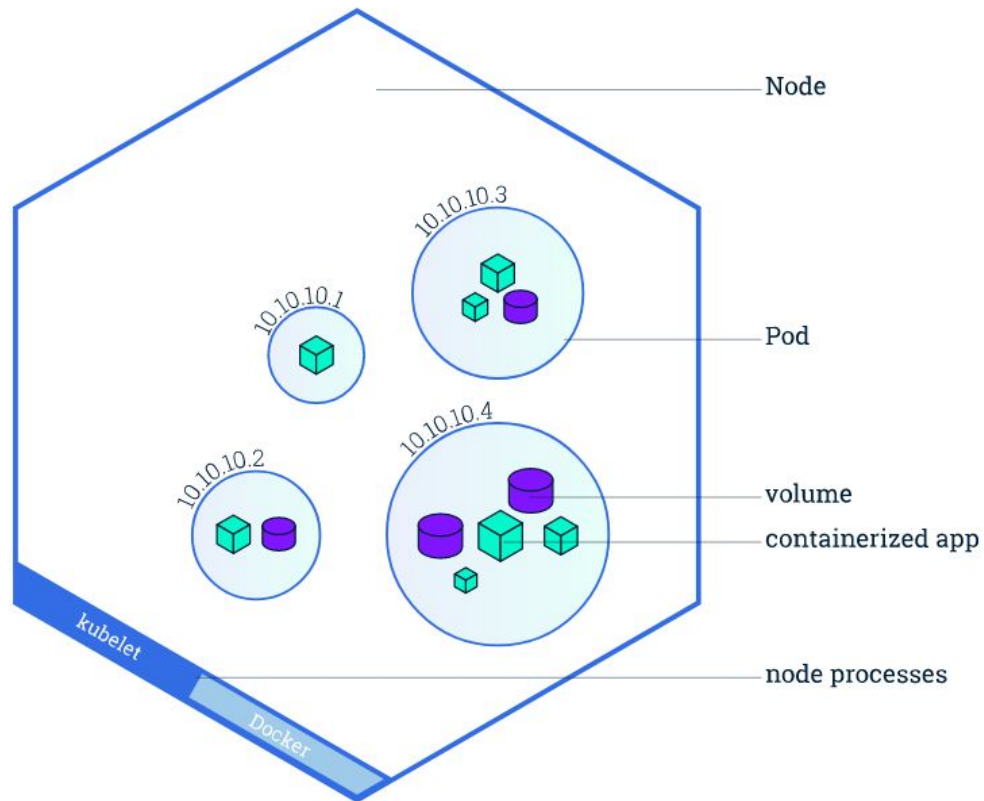 Node
10.10.10.3
10.10.10.1
Pod
10.10.10.4
10.10.10.2
volume
containerized app
kubelet
node processes
Docker